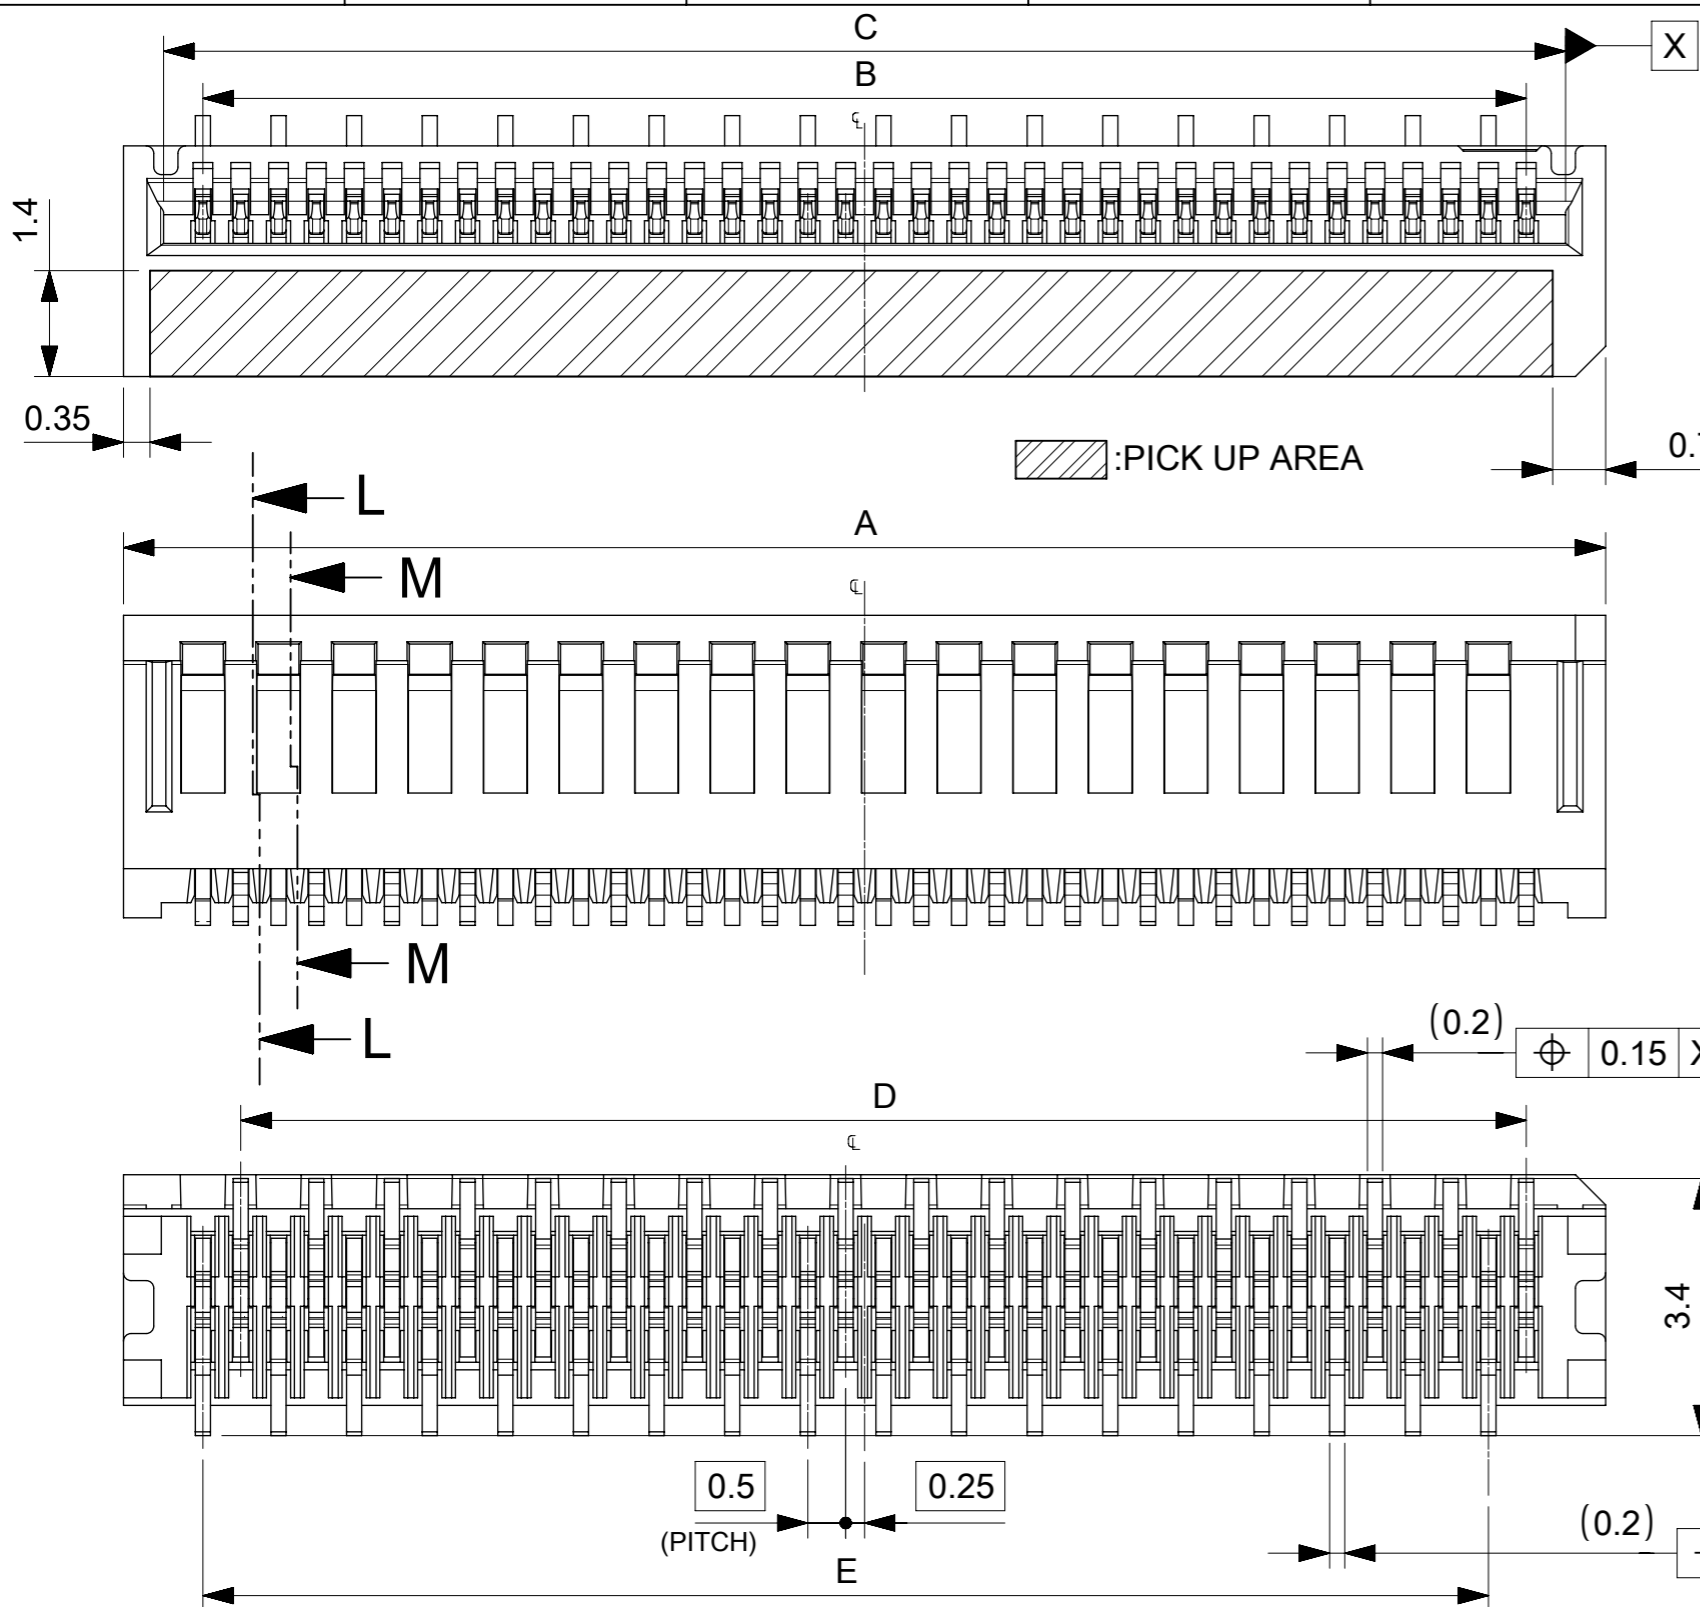 C
X
B
℄
1.4
0.35
:PICK UP AREA
L
A
M
℄
M
L
(0.2)
⌖ 0.15
D
℄
3.4
0.5
0.25
(PITCH)
(0.2)
E